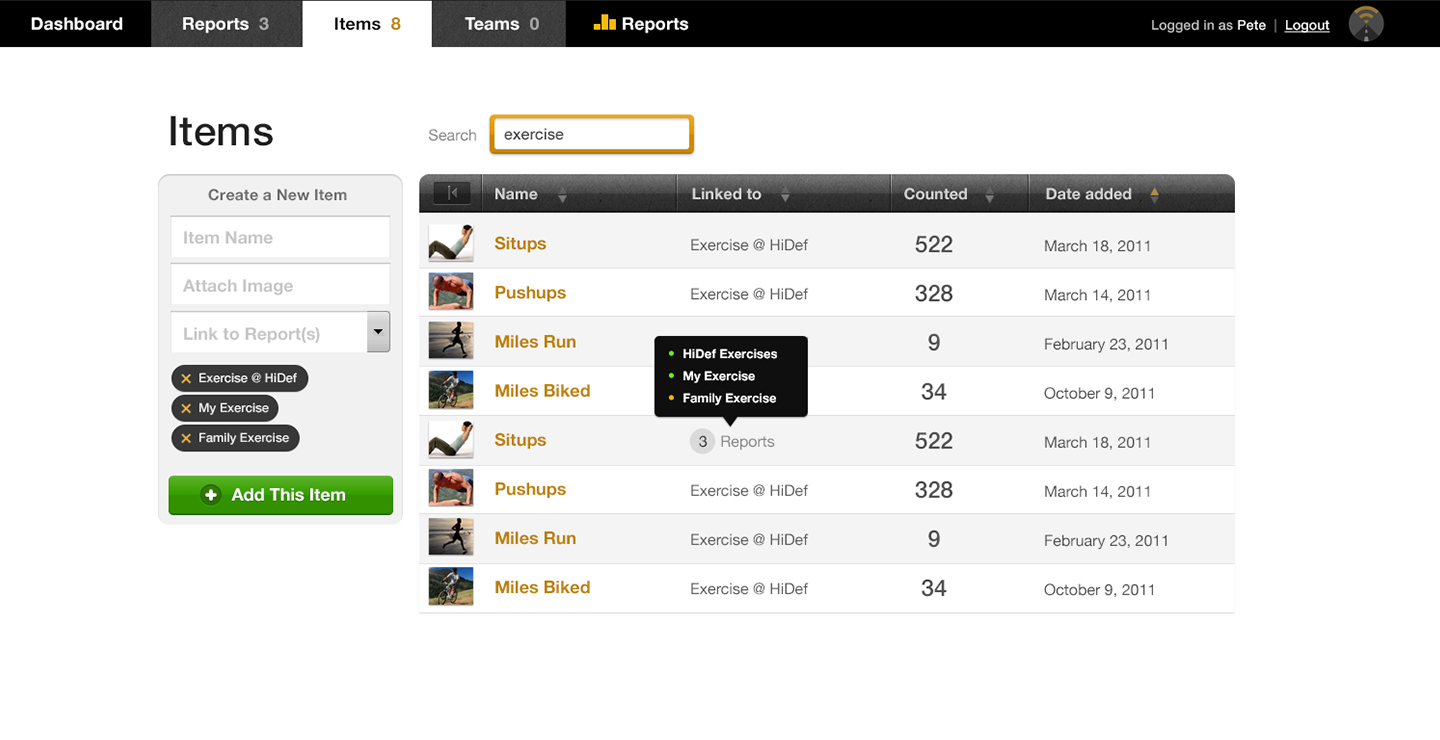 Dashboard Reports 3 Items 8 Teams 0 Reports Logged in as Pete | Logout
Items
Search exercise
Create a New Item
Item Name
Attach Image
Link to Report(s)
Exercise @ HiDef
My Exercise
Family Exercise
Add This Item
Name Linked to Counted Date added
Situps Exercise @ HiDef 522 March 18, 2011
Pushups Exercise @ HiDef 328 March 14, 2011
Miles Run 9 February 23, 2011
HiDef Exercises
My Exercise
Family Exercise
Miles Biked 34 October 9, 2011
Situps 3 Reports 522 March 18, 2011
Pushups Exercise @ HiDef 328 March 14, 2011
Miles Run Exercise @ HiDef 9 February 23, 2011
Miles Biked Exercise @ HiDef 34 October 9, 2011